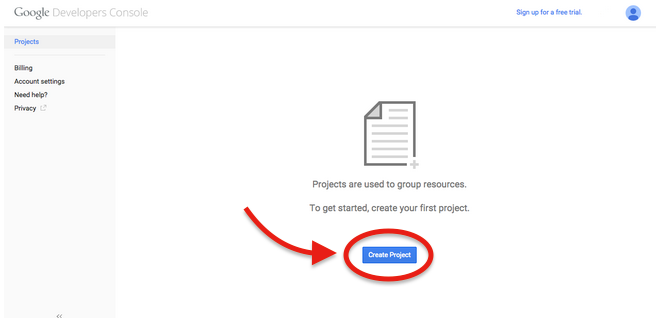 Google Developers Console
Sign up for a free trial.
Projects
Billing
Account settings
Need help?
Privacy
Projects are used to group resources.
To get started, create your first project.
Create Project